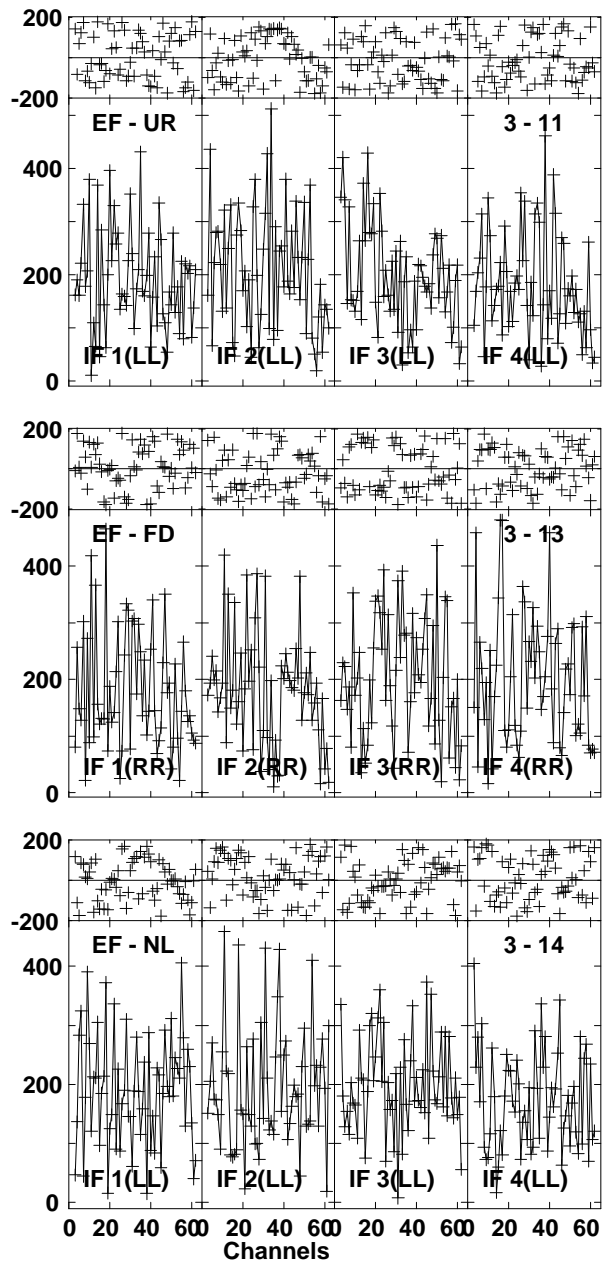 200
-200
EF - UR 3 - 11
400
200
IF 1(LL) IF 2(LL) IF 3(LL) IF 4(LL)
0
200
-200
EF - FD 3 - 13
400
200
IF 1(RR) IF 2(RR) IF 3(RR) IF 4(RR)
0
200
-200
EF - NL 3 - 14
400
200
IF 1(LL) IF 2(LL) IF 3(LL) IF 4(LL)
0
0 20 40 60 0 20 40 60 20 40 60 0 20 40 60
Channels